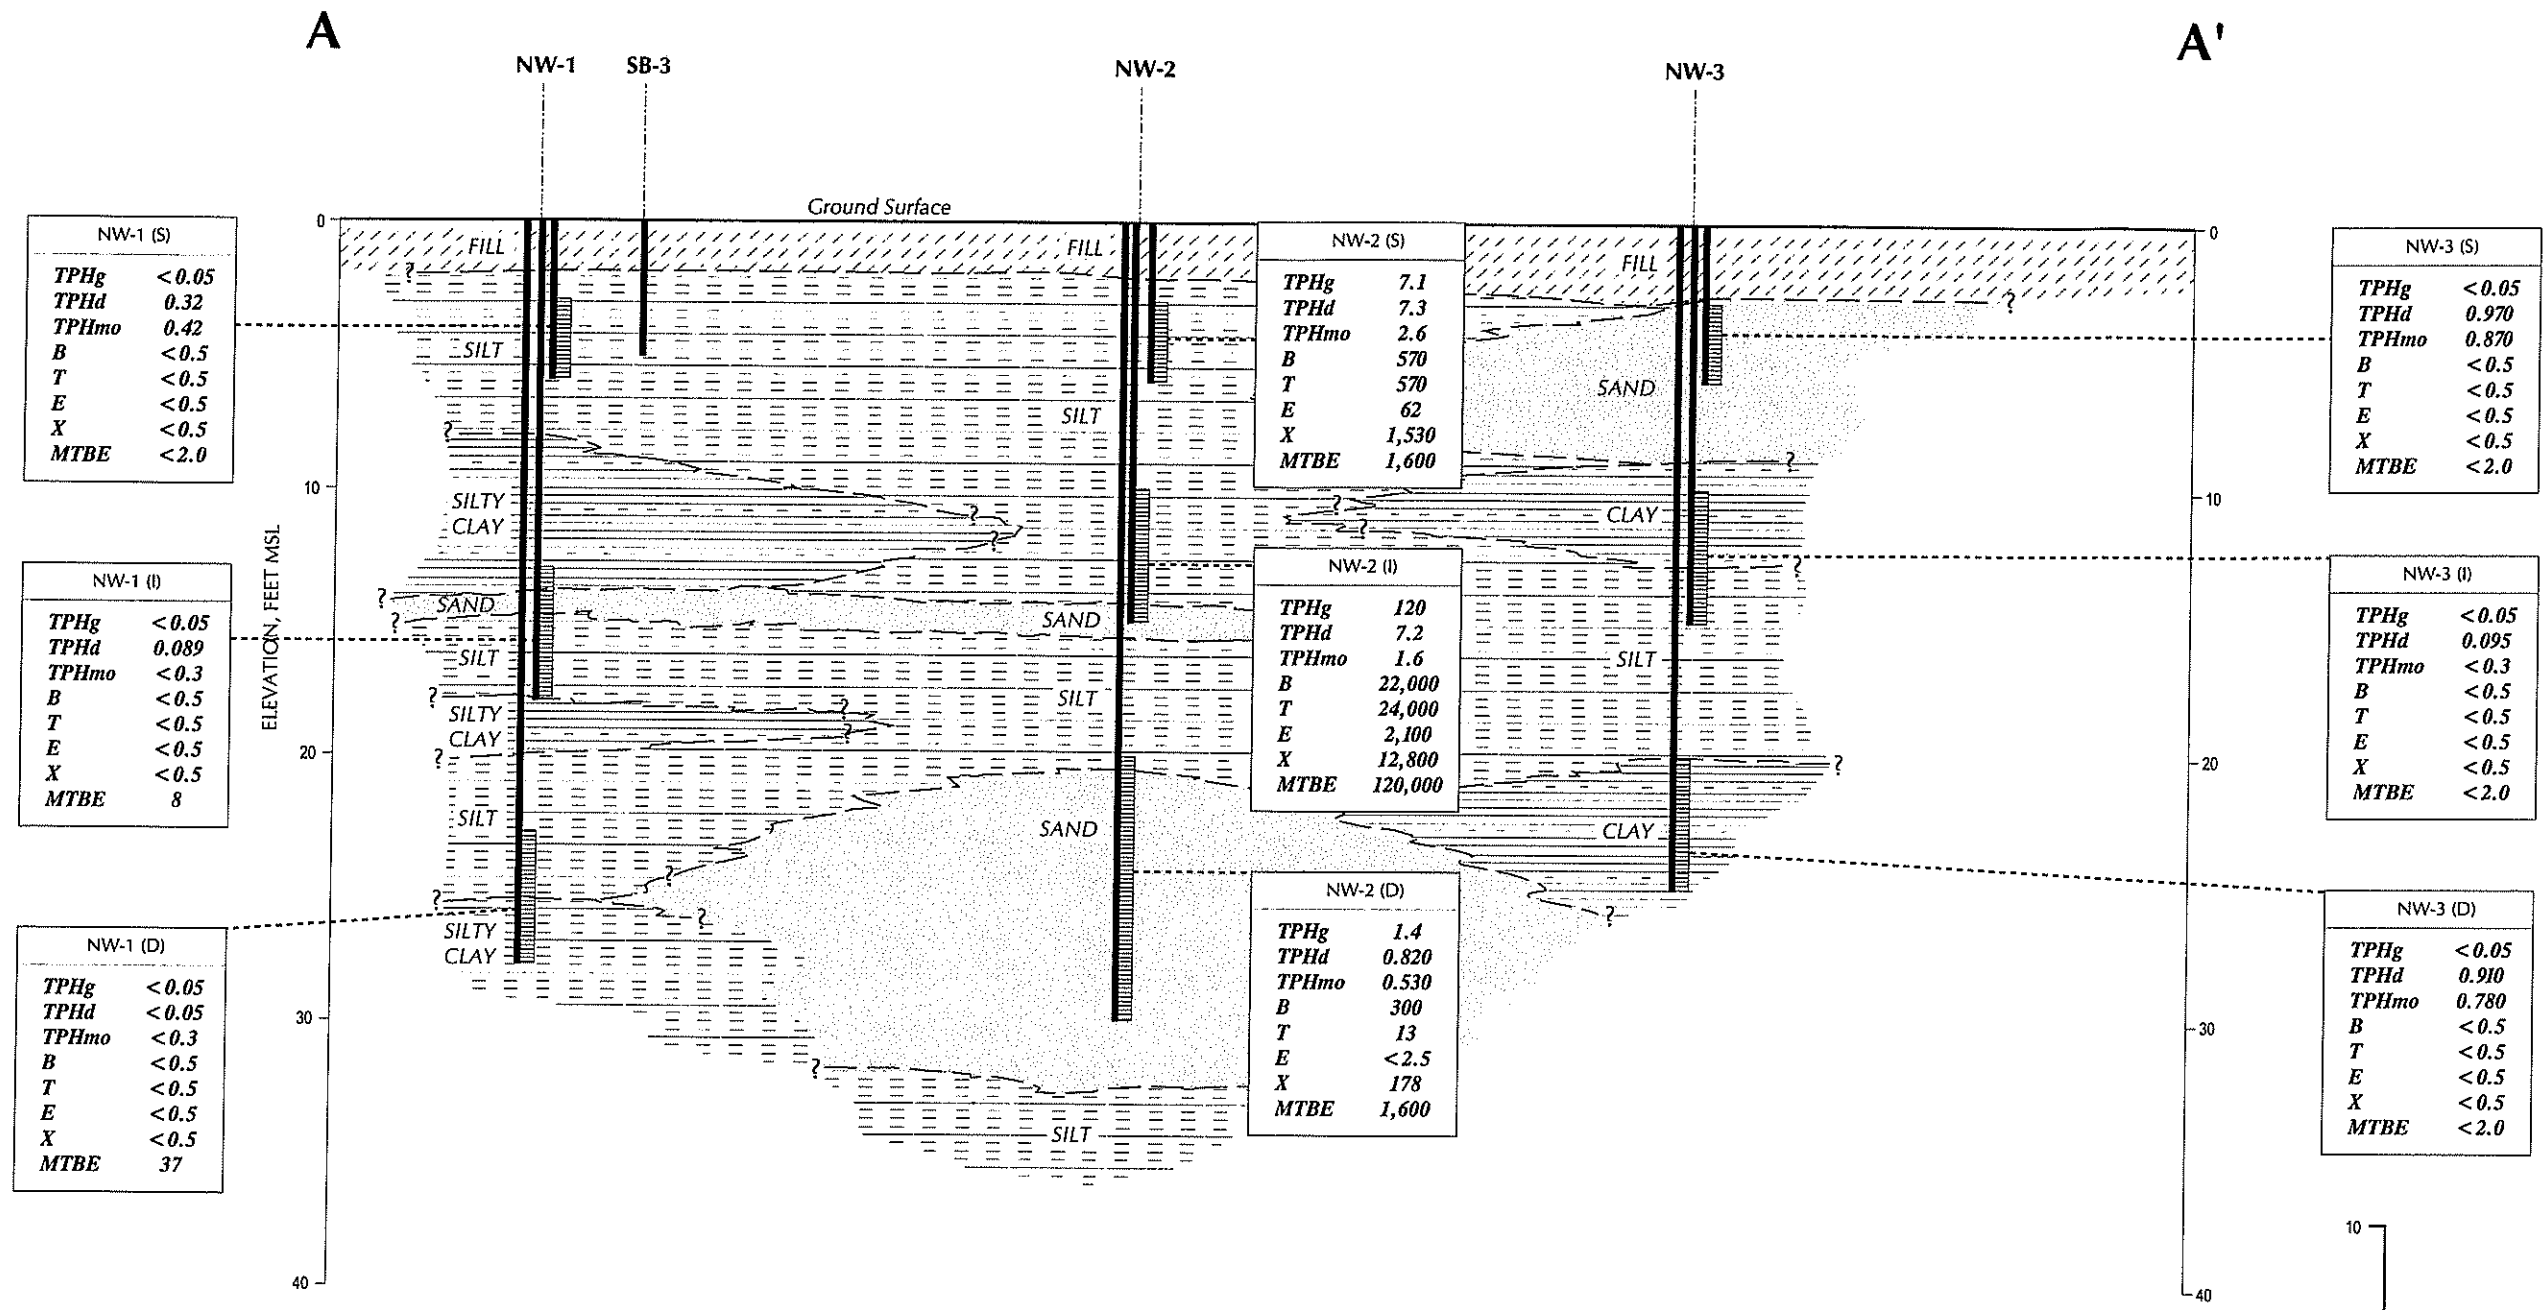 A
A'
NW-1
SB-3
NW-2
NW-3
Ground Surface
ELEVATION, FEET MSL
0
10
20
30
40
0
10
20
30
40
10
NW-1 (S)
TPHg <0.05
TPHd 0.32
TPHmo 0.42
B <0.5
T <0.5
E <0.5
X <0.5
MTBE <2.0
NW-1 (I)
TPHg <0.05
TPHd 0.089
TPHmo <0.3
B <0.5
T <0.5
E <0.5
X <0.5
MTBE 8
NW-1 (D)
TPHg <0.05
TPHd <0.05
TPHmo <0.3
B <0.5
T <0.5
E <0.5
X <0.5
MTBE 37
FILL
?
SILT
?
SILTY
CLAY
?
SAND
?
SILT
?
SILTY
CLAY
?
SILT
?
SILTY
CLAY
?
?
?
?
?
?
?
FILL
SILT
SAND
SILT
SAND
SILT
NW-2 (S)
TPHg 7.1
TPHd 7.3
TPHmo 2.6
B 570
T 570
E 62
X 1,530
MTBE 1,600
NW-2 (I)
TPHg 120
TPHd 7.2
TPHmo 1.6
B 22,000
T 24,000
E 2,100
X 12,800
MTBE 120,000
NW-2 (D)
TPHg 1.4
TPHd 0.820
TPHmo 0.530
B 300
T 13
E <2.5
X 178
MTBE 1,600
FILL
?
SAND
?
?
CLAY
?
?
SILT
?
CLAY
?
NW-3 (S)
TPHg <0.05
TPHd 0.970
TPHmo 0.870
B <0.5
T <0.5
E <0.5
X <0.5
MTBE <2.0
NW-3 (I)
TPHg <0.05
TPHd 0.095
TPHmo <0.3
B <0.5
T <0.5
E <0.5
X <0.5
MTBE <2.0
NW-3 (D)
TPHg <0.05
TPHd 0.910
TPHmo 0.780
B <0.5
T <0.5
E <0.5
X <0.5
MTBE <2.0